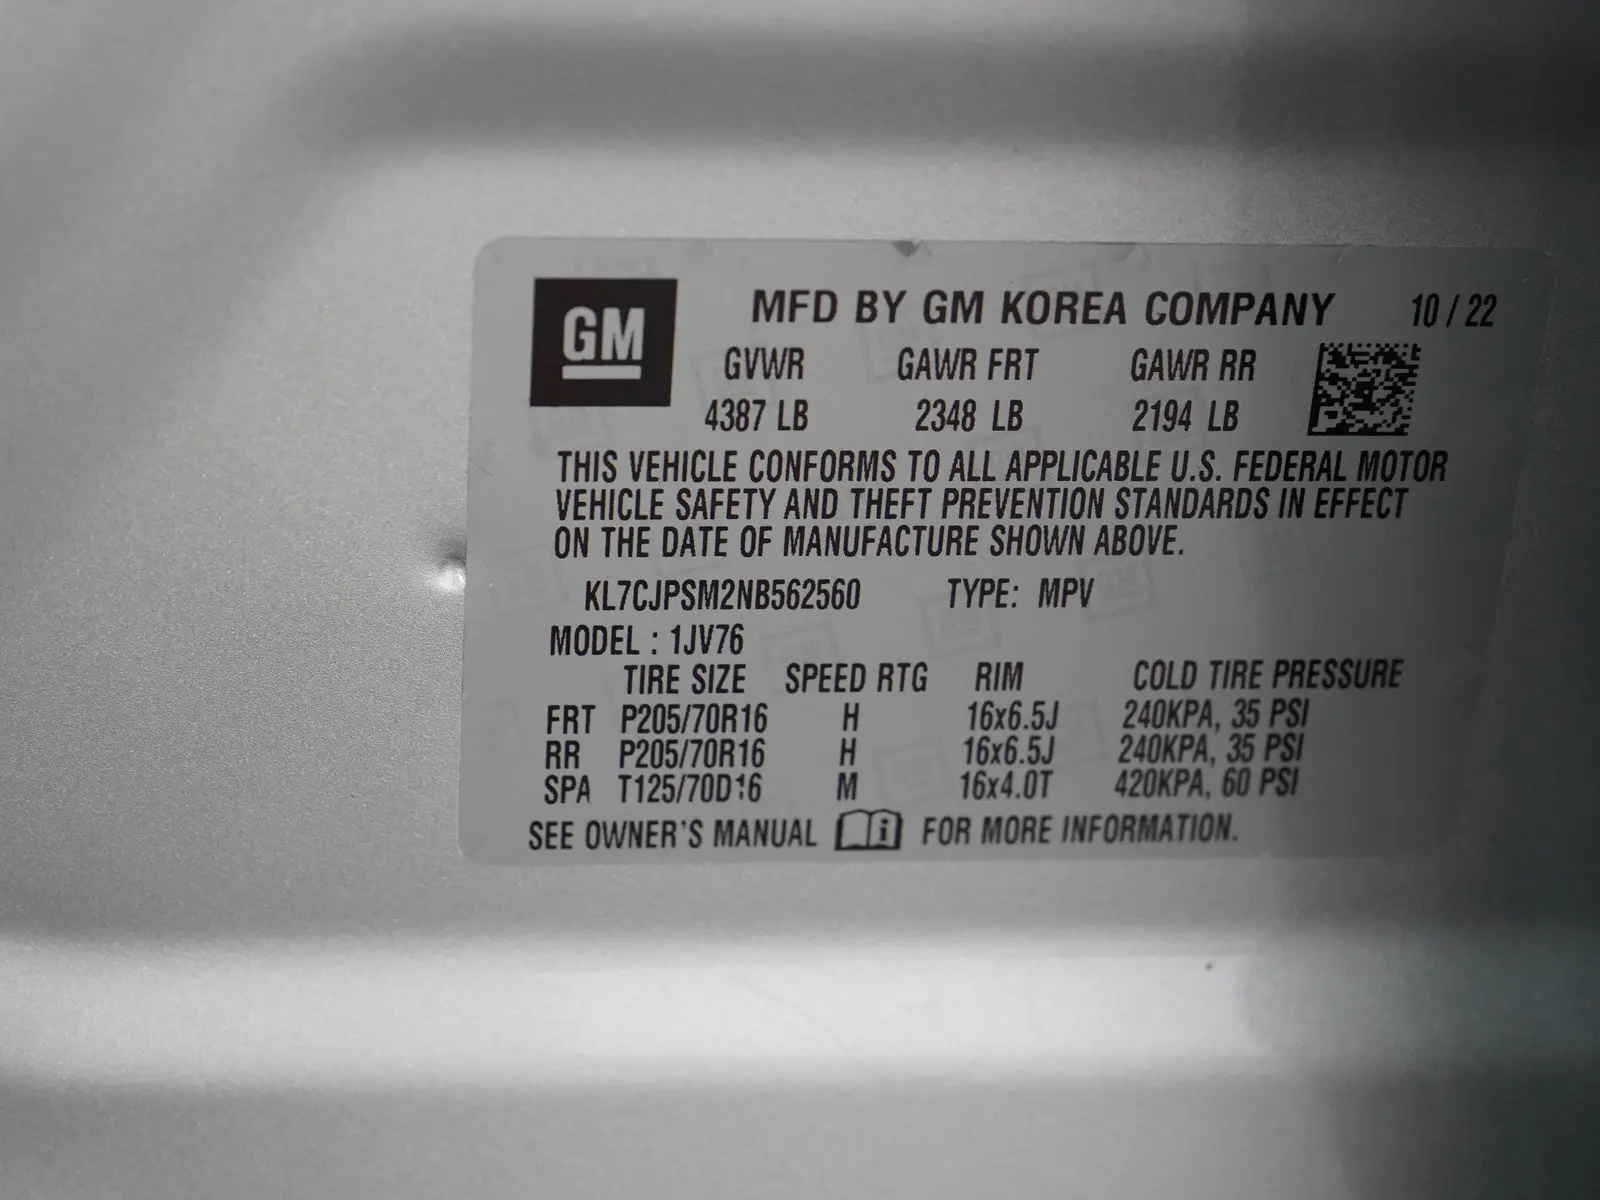 GM
MFD BY GM KOREA COMPANY 10 / 22
GVWR GAWR FRT GAWR RR
4387 LB 2348 LB 2194 LB
THIS VEHICLE CONFORMS TO ALL APPLICABLE U.S. FEDERAL MOTOR
VEHICLE SAFETY AND THEFT PREVENTION STANDARDS IN EFFECT
ON THE DATE OF MANUFACTURE SHOWN ABOVE.
KL7CJPSM2NB562560 TYPE: MPV
MODEL : 1JV76
TIRE SIZE SPEED RTG RIM COLD TIRE PRESSURE
FRT P205/70R16 H 16x6.5J 240KPA, 35 PSI
RR P205/70R16 H 16x6.5J 240KPA, 35 PSI
SPA T125/70D16 M 16x4.0T 420KPA, 60 PSI
SEE OWNER'S MANUAL i FOR MORE INFORMATION.